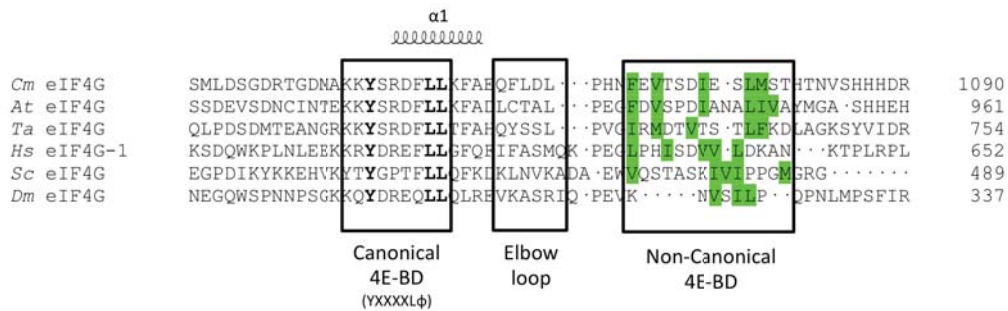 α1
Cm eIF4G SMLDSGDRTGDNAKKYSRDFLLKFAEQFLDL···PHNFEVTSDIE·SLMSTHTNVSHHHDR 1090
At eIF4G SSDEVSDNCINTEKKYSRDFLLKFADLCTAL···PEGFDVSPDIANALIVAYMGA·SHHEH 961
Ta eIF4G QLPDSDMTEANGRKKYSRDFLLTFAHQYSSL···PVGIRMDTVTS·TLFKDLAGKSYVIDR 754
Hs eIF4G-1 KSDQWKPLNLEEKKRYDREFLLGFQFIFASMQK·PEGLPHISDVV·LDKAN··KTPLRPL 652
Sc eIF4G EGPDIKYKKEHVKYTYGPTFLLQFKDKLNVKADA·EWVQSTASKIVIPPGMGRG······· 489
Dm eIF4G NEGQWSPNNPSGKKQYDREQLLQLREVKASRIQ·PEVK·····NVSILP··QPNLMPSFIR 337
Canonical
4E-BD
(YXXXXLϕ)
Elbow
loop
Non-Canonical
4E-BD